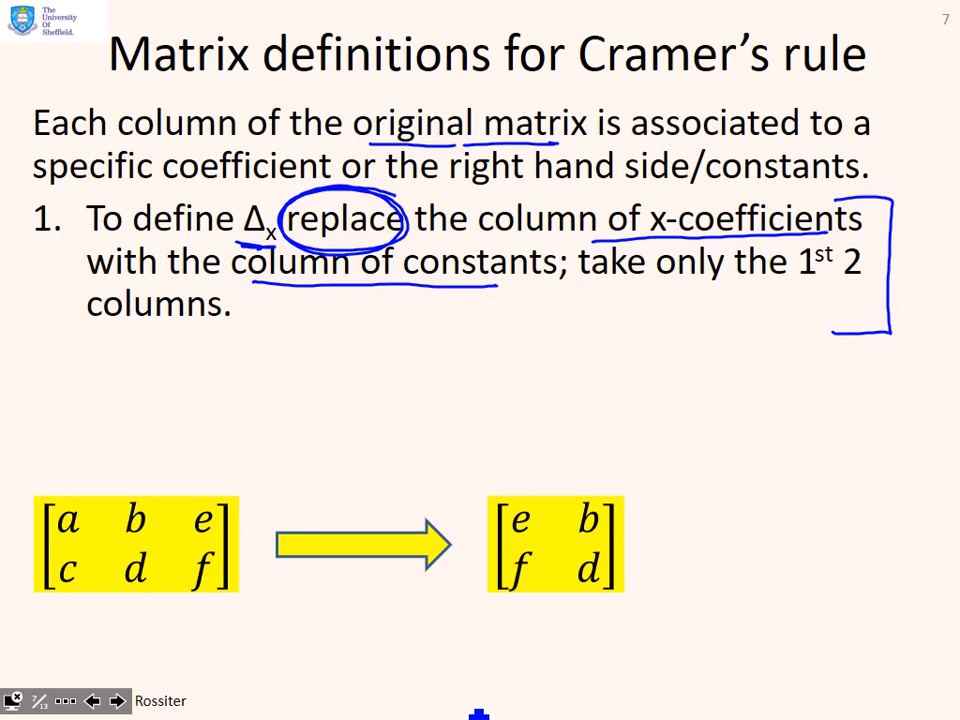 The
University
Of
Sheffield.
7
Matrix definitions for Cramer's rule
Each column of the original matrix is associated to a
specific coefficient or the right hand side/constants.
1. To define Δx replace the column of x-coefficients
with the column of constants; take only the 1st 2
columns.
a b e
c d f
e b
f d
7/13
Rossiter